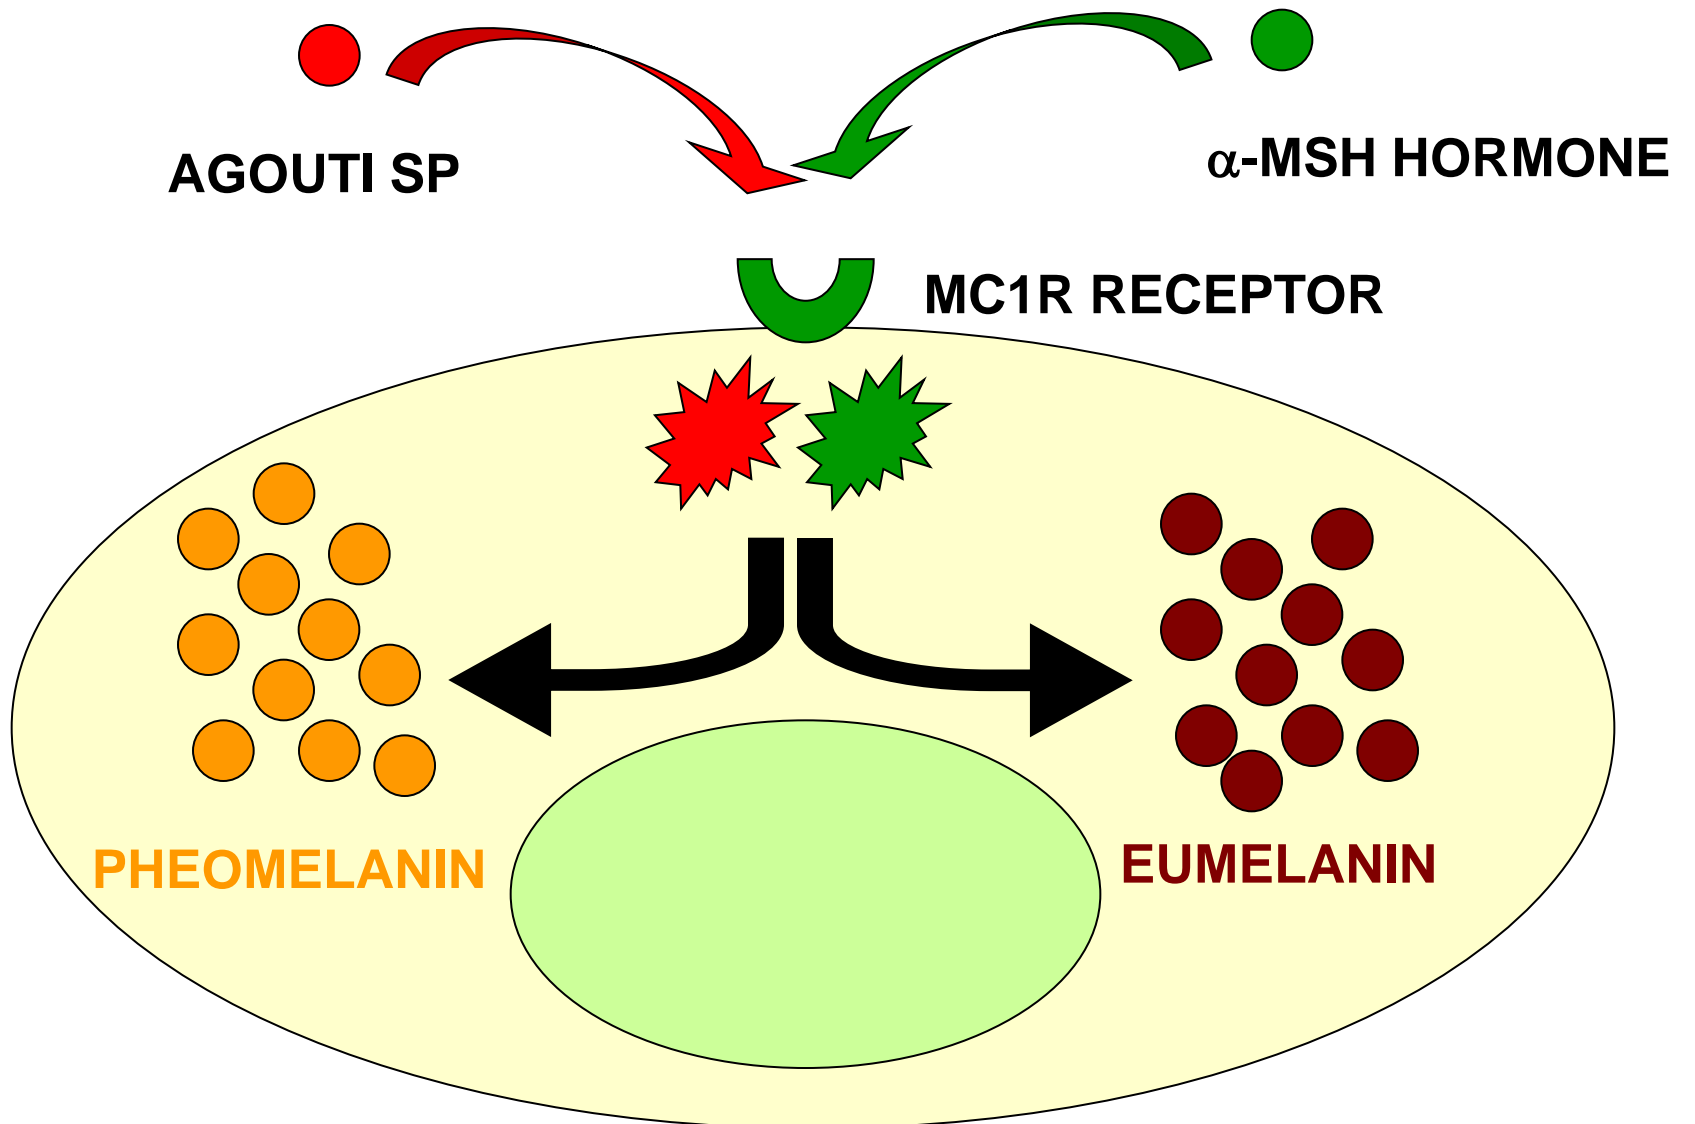 AGOUTI SP
α-MSH HORMONE
MC1R RECEPTOR
PHEOMELANIN
EUMELANIN